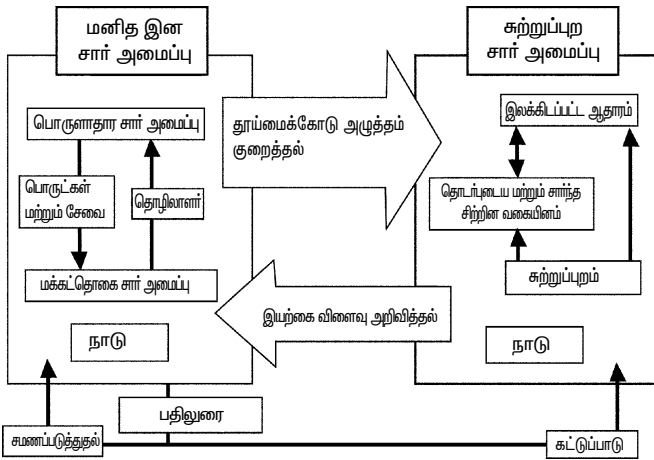 மனித இன
சார் அமைப்பு
சுற்றுப்புற
சார் அமைப்பு
பொருளாதார சார் அமைப்பு
பொருட்கள்
மற்றும் சேவை
தொழிலாளர்
மக்கட்தொகை சார் அமைப்பு
நாடு
தூய்மைக்கோடு அழுத்தம்
குறைத்தல்
இயற்கை விளைவு அறிவித்தல்
இலக்கிடப்பட்ட ஆதாரம்
தொடர்புடைய மற்றும் சார்ந்த
சிற்றின வகையினம்
சுற்றுப்புறம்
நாடு
பதிலுரை
சமணப்படுத்துதல்
கட்டுப்பாடு